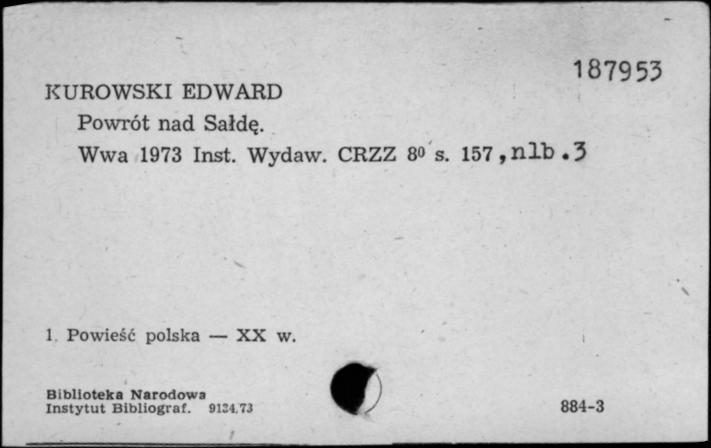 187953
KUROWSKI EDWARD
Powrót nad Sałdę.
Wwa 1973 Inst. Wydaw. CRZZ 8⁰ s. 157, nlb.3
1. Powieść polska — XX w.
Biblioteka Narodowa
Instytut Bibliograf. 9134.73
884-3